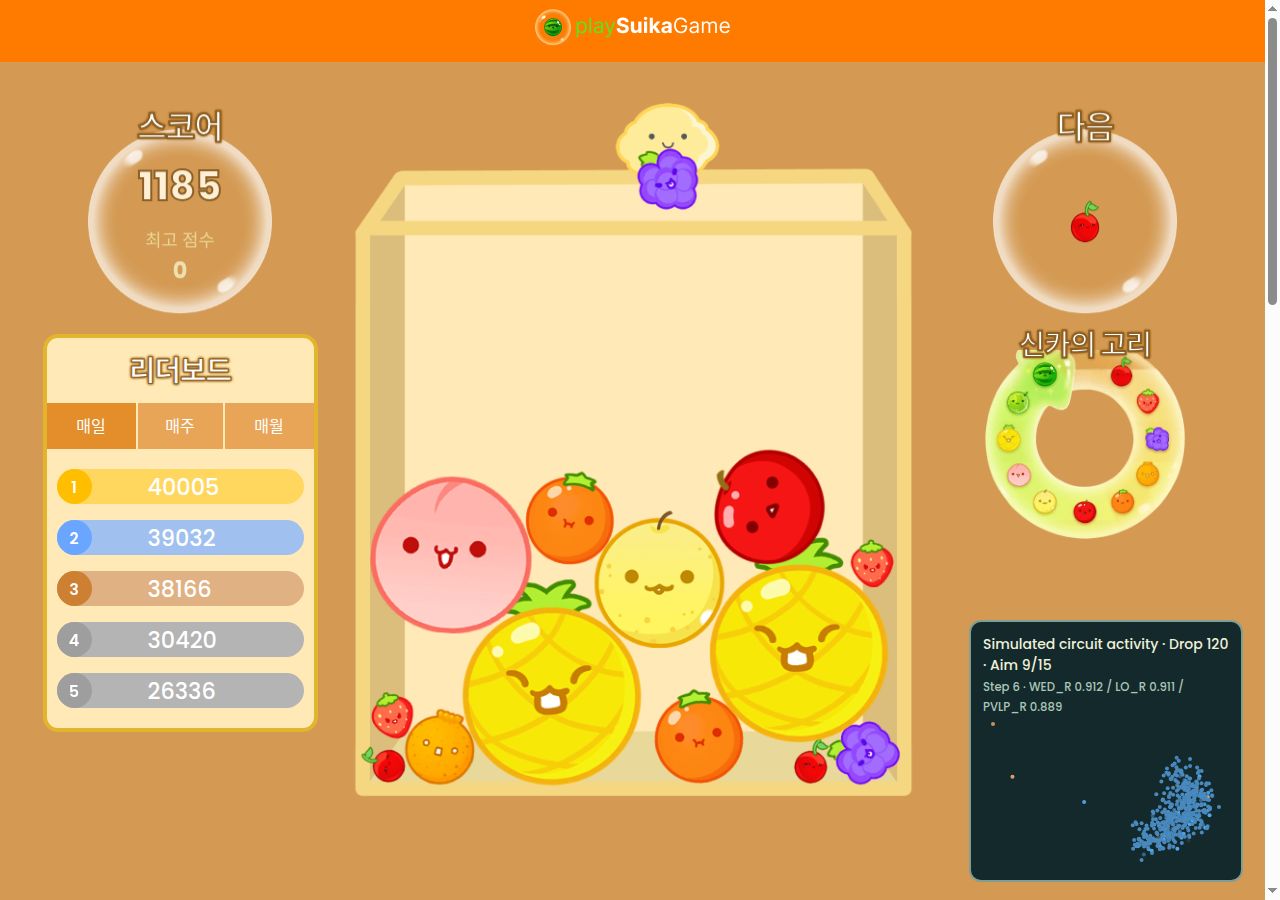 playSuikaGame
스코어
1185
최고 점수
0
리더보드
매일 매주 매월
1 40005
2 39032
3 38166
4 30420
5 26336
다음
신카의 고리
Simulated circuit activity · Drop 120
· Aim 9/15
Step 6 · WED_R 0.912 / LO_R 0.911 /
PVLP_R 0.889